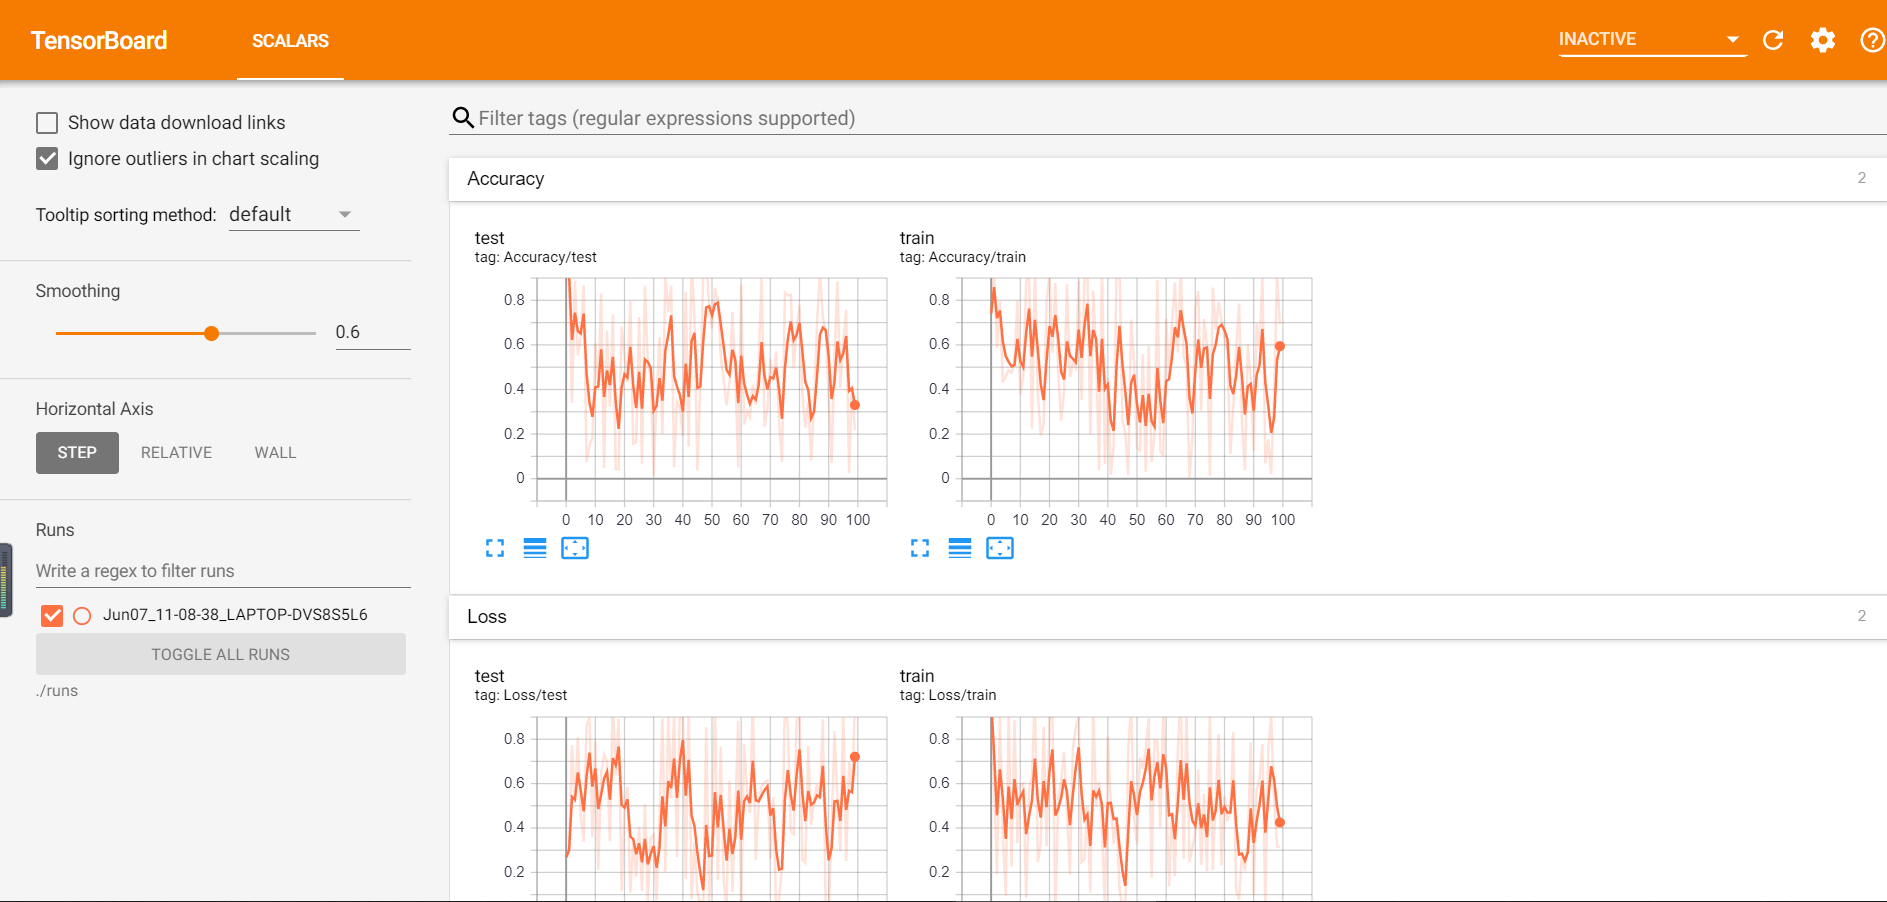 TensorBoard SCALARS INACTIVE
Show data download links
Ignore outliers in chart scaling
Tooltip sorting method: default
Smoothing
0.6
Horizontal Axis
STEP RELATIVE WALL
Runs
Write a regex to filter runs
Jun07_11-08-38_LAPTOP-DVS8S5L6
TOGGLE ALL RUNS
./runs
Filter tags (regular expressions supported)
Accuracy 2
test
tag: Accuracy/test
0.8
0.6
0.4
0.2
0
0 10 20 30 40 50 60 70 80 90 100
train
tag: Accuracy/train
0.8
0.6
0.4
0.2
0
0 10 20 30 40 50 60 70 80 90 100
Loss 2
test
tag: Loss/test
0.8
0.6
0.4
0.2
train
tag: Loss/train
0.8
0.6
0.4
0.2